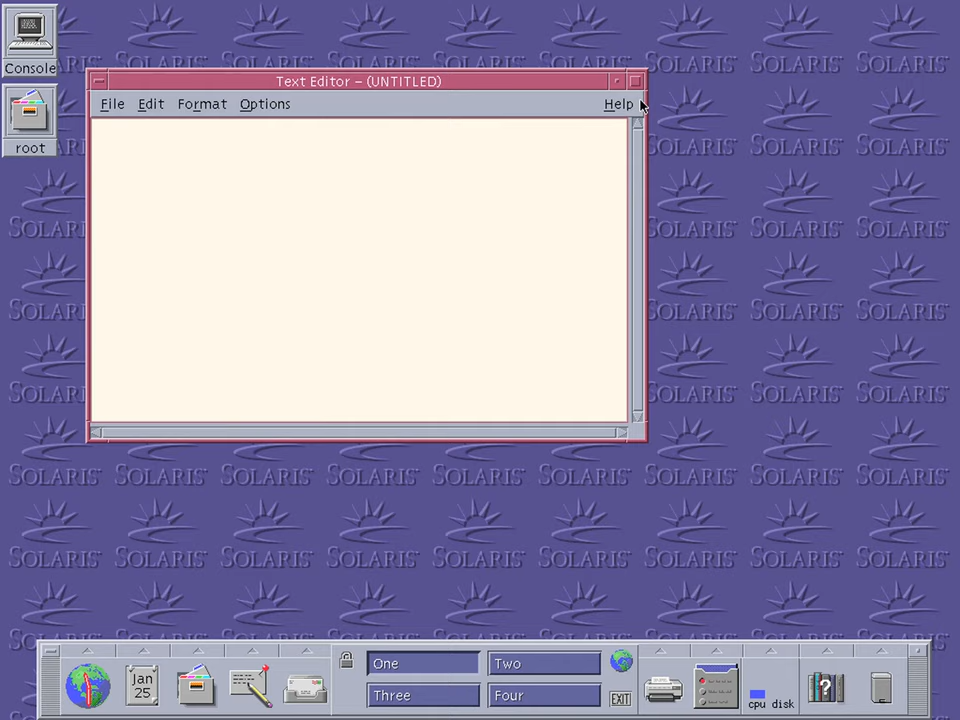 Console
root
Text Editor – (UNTITLED)
File Edit Format Options Help
SOLARIS
One
Two
Three
Four
Jan
25
EXIT
cpu disk
?